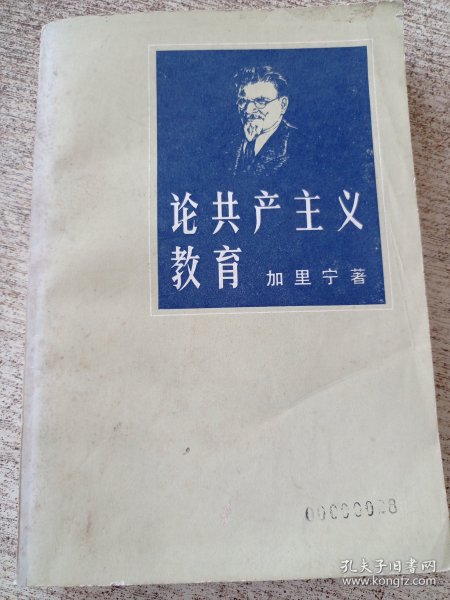 论共产主义
教育 加里宁著
00000028
孔夫子旧书网
www.kongfz.com